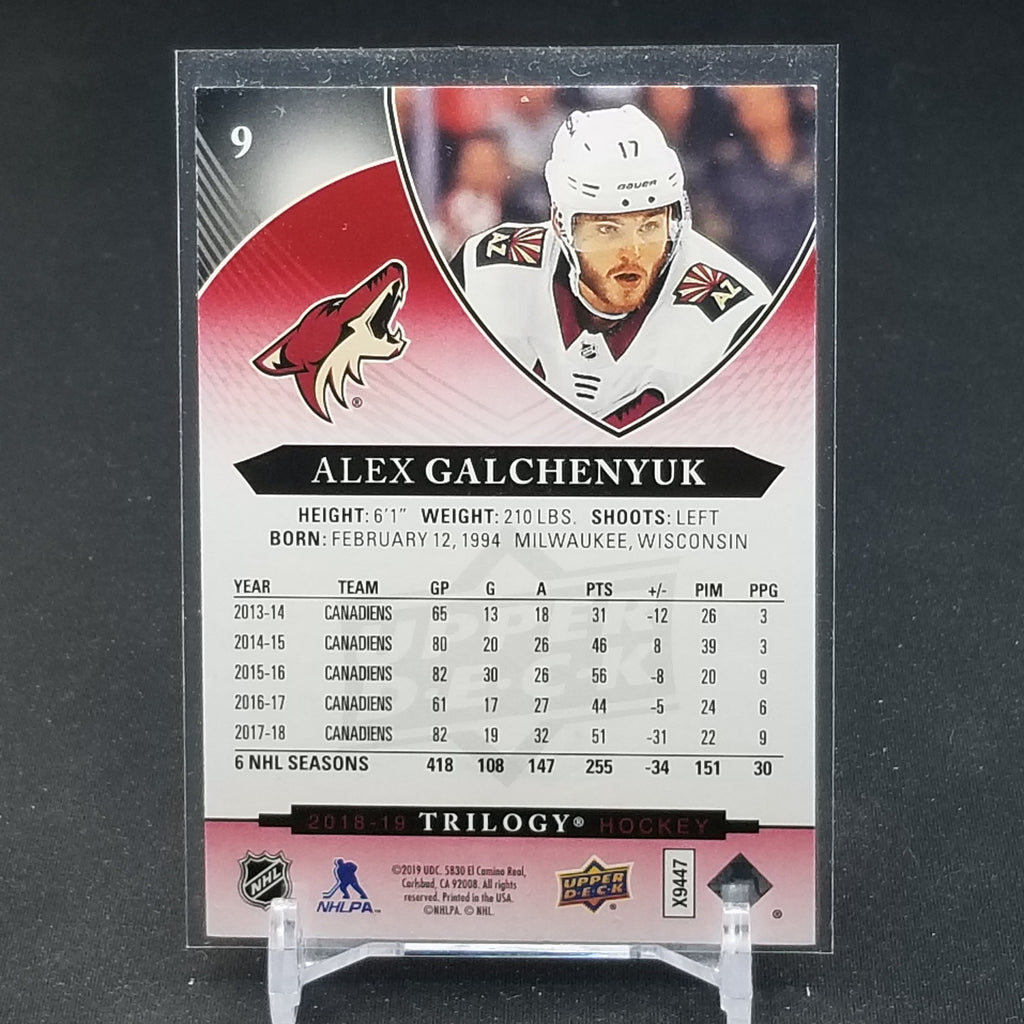 9
17
BAUER
AZ
AZ
®
ALEX GALCHENYUK
HEIGHT: 6'1" WEIGHT: 210 LBS. SHOOTS: LEFT
BORN: FEBRUARY 12, 1994 MILWAUKEE, WISCONSIN
YEAR TEAM GP G A PTS +/- PIM PPG
2013-14 CANADIENS 65 13 18 31 -12 26 3
2014-15 CANADIENS 80 20 26 46 8 39 3
2015-16 CANADIENS 82 30 26 56 -8 20 9
2016-17 CANADIENS 61 17 27 44 -5 24 6
2017-18 CANADIENS 82 19 32 51 -31 22 9
6 NHL SEASONS 418 108 147 255 -34 151 30
UPPER
D·E·C·K
2018-19 TRILOGY® HOCKEY
NHL
NHLPA™
©2019 UDC. 5830 El Camino Real,
Carlsbad, CA 92008. All rights
reserved. Printed in the USA.
©NHLPA. © NHL.
UPPER
D·E·C·K
®
X9447
®